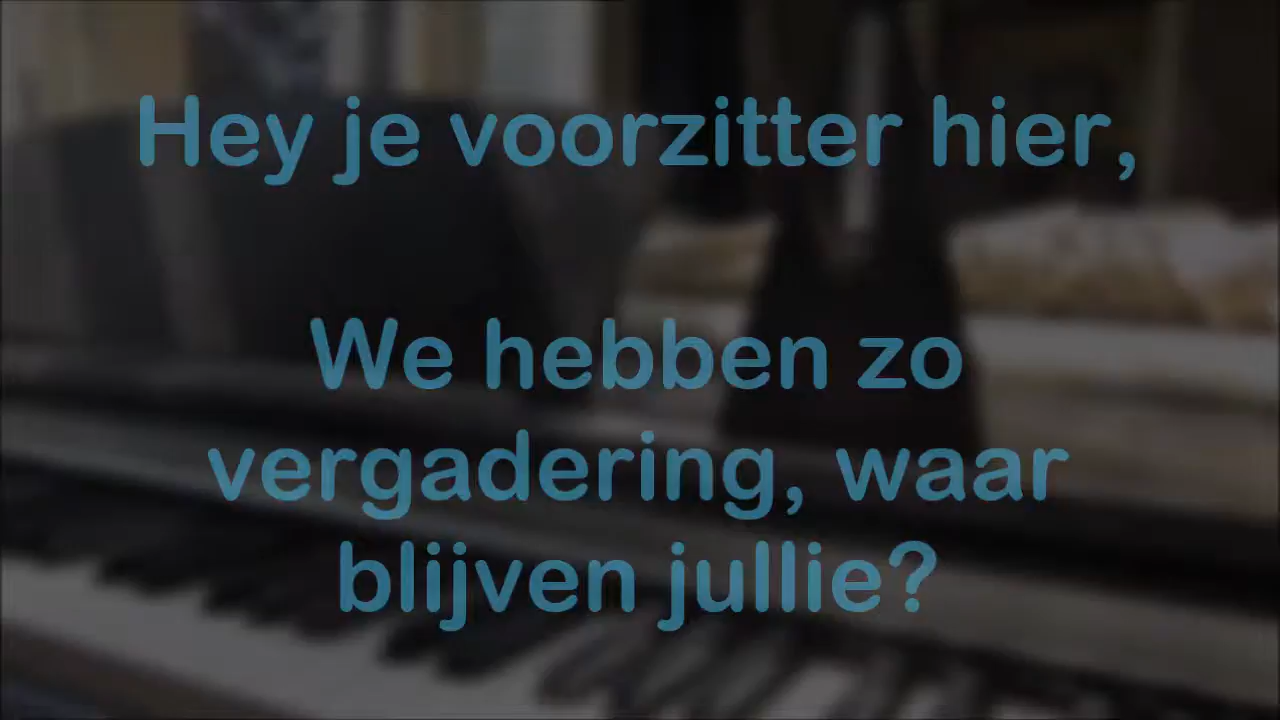 Hey je voorzitter hier,
We hebben zo
vergadering, waar
blijven jullie?